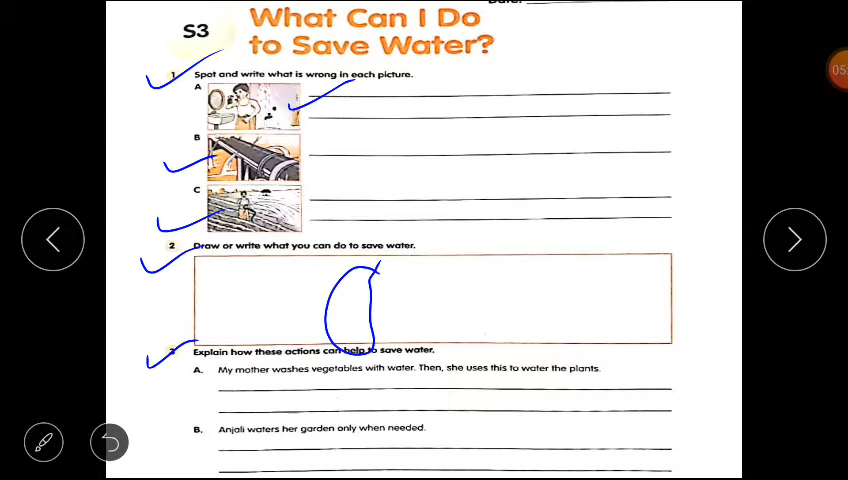 Date:
S3
What Can I Do
to Save Water?
1 Spot and write what is wrong in each picture.
A
B
C
2 Draw or write what you can do to save water.
3 Explain how these actions can help to save water.
A. My mother washes vegetables with water. Then, she uses this to water the plants.
B. Anjali waters her garden only when needed.
05: